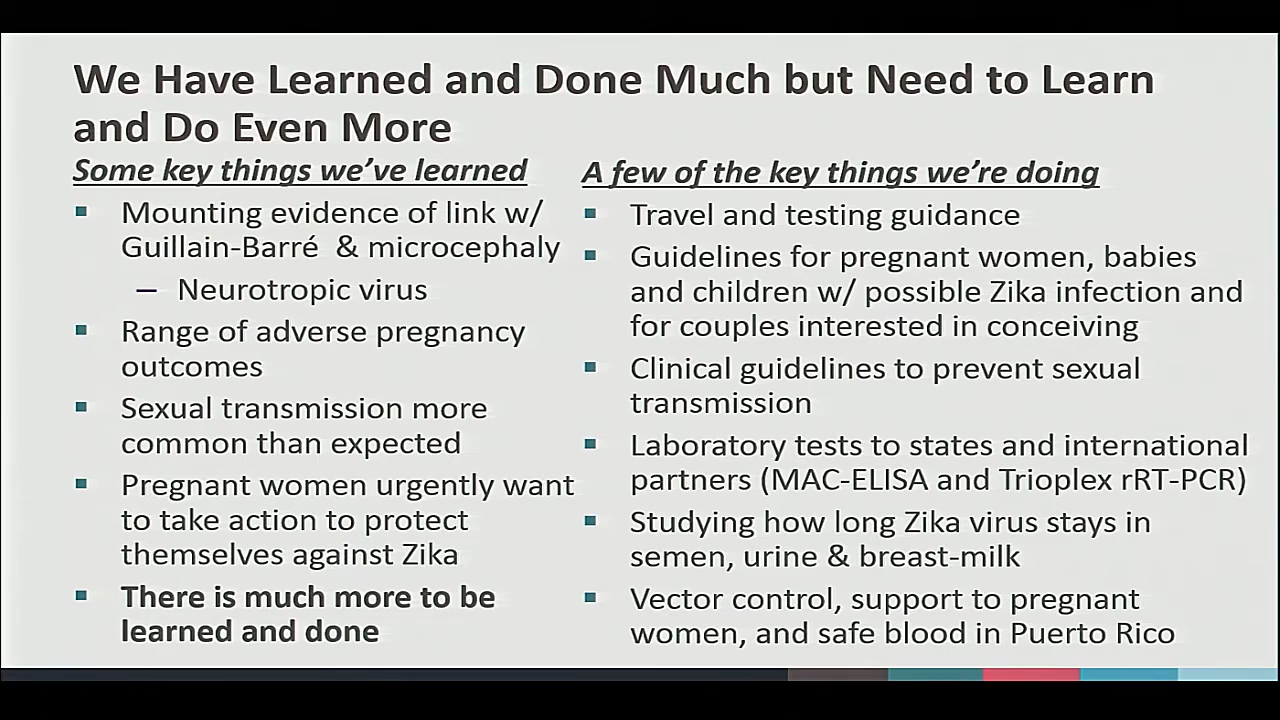 We Have Learned and Done Much but Need to Learn
and Do Even More
Some key things we’ve learned
▪ Mounting evidence of link w/
Guillain-Barré & microcephaly
– Neurotropic virus
▪ Range of adverse pregnancy
outcomes
▪ Sexual transmission more
common than expected
▪ Pregnant women urgently want
to take action to protect
themselves against Zika
▪ There is much more to be
learned and done
A few of the key things we’re doing
▪ Travel and testing guidance
▪ Guidelines for pregnant women, babies
and children w/ possible Zika infection and
for couples interested in conceiving
▪ Clinical guidelines to prevent sexual
transmission
▪ Laboratory tests to states and international
partners (MAC-ELISA and Trioplex rRT-PCR)
▪ Studying how long Zika virus stays in
semen, urine & breast-milk
▪ Vector control, support to pregnant
women, and safe blood in Puerto Rico